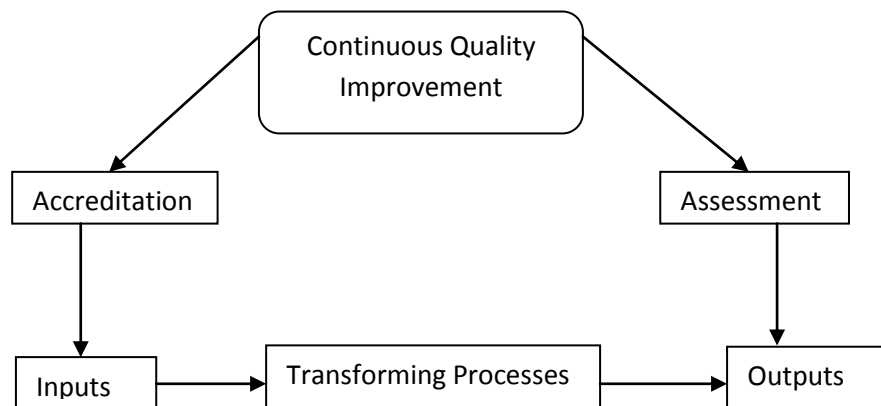 Continuous Quality
Improvement
Accreditation
Assessment
Inputs
Transforming Processes
Outputs